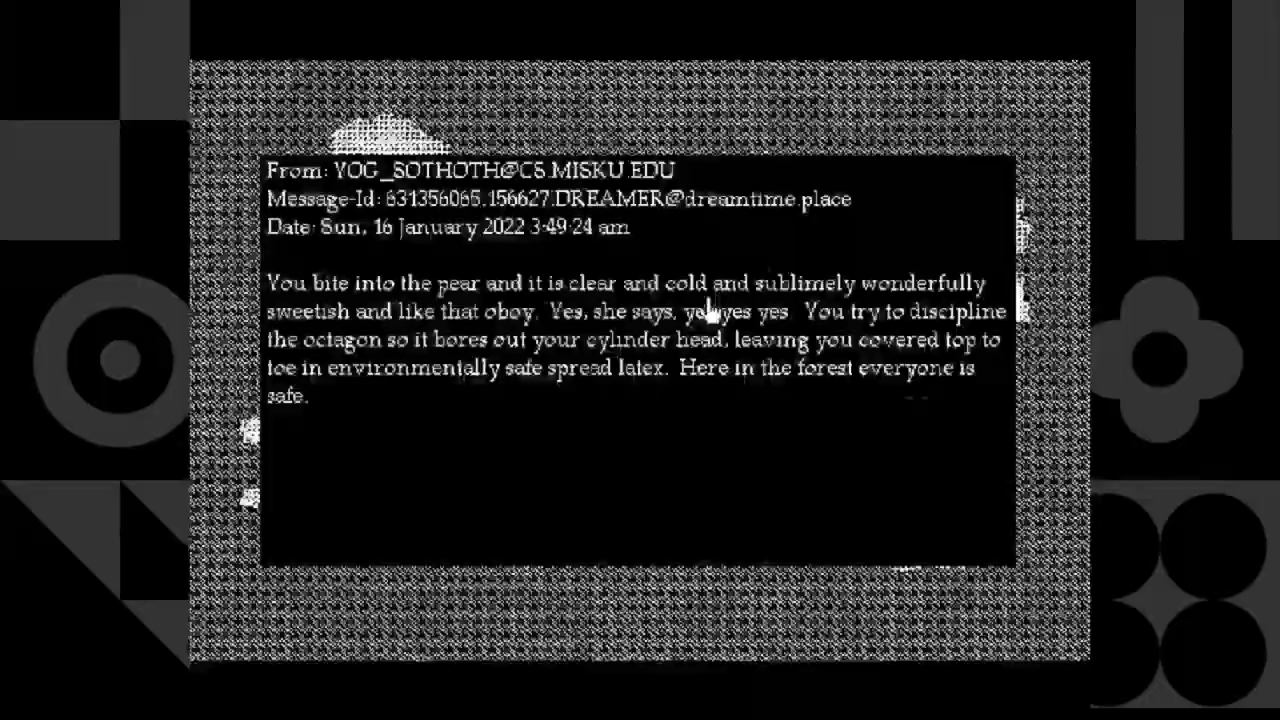 From: YOG_SOTHOTH@CS.MISKU.EDU
Message-Id: 631356065.156627.DREAMER@dreamtime.place
Date: Sun, 16 January 2022 3:49:24 am
You bite into the pear and it is clear and cold and sublimely wonderfully
sweetish and like that oboy. Yes, she says, yes yes yes. You try to discipline
the octagon so it bores out your cylinder head, leaving you covered top to
toe in environmentally safe spread latex. Here in the forest everyone is
safe.